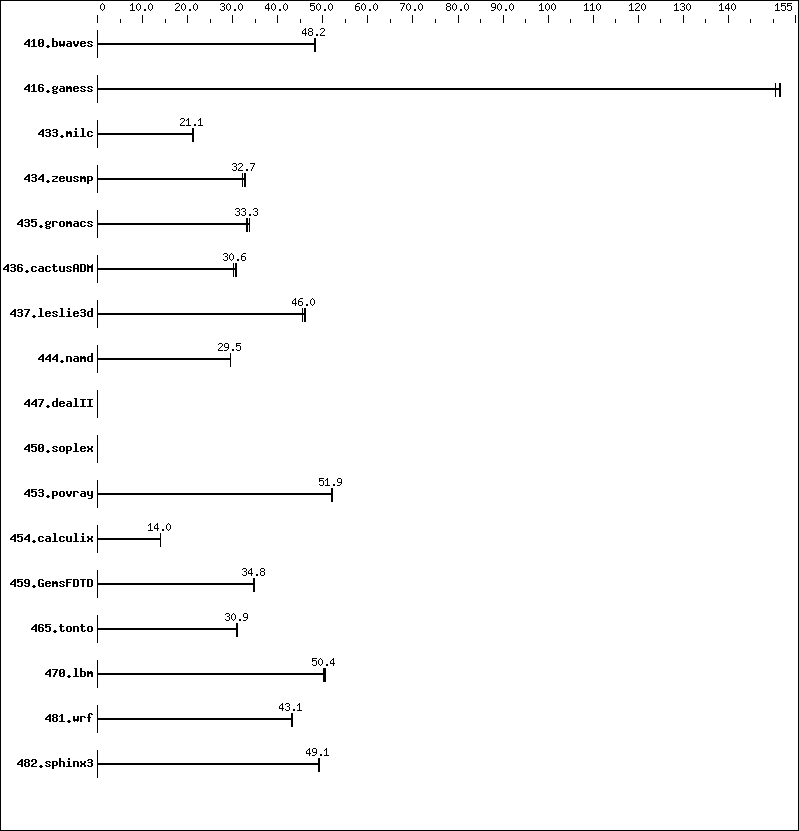 0 10.0 20.0 30.0 40.0 50.0 60.0 70.0 80.0 90.0 100 110 120 130 140 155
48.2
410.bwaves
416.gamess
21.1
433.milc
32.7
434.zeusmp
33.3
435.gromacs
30.6
436.cactusADM
46.0
437.leslie3d
29.5
444.namd
447.dealII
450.soplex
51.9
453.povray
14.0
454.calculix
34.8
459.GemsFDTD
30.9
465.tonto
50.4
470.lbm
43.1
481.wrf
49.1
482.sphinx3